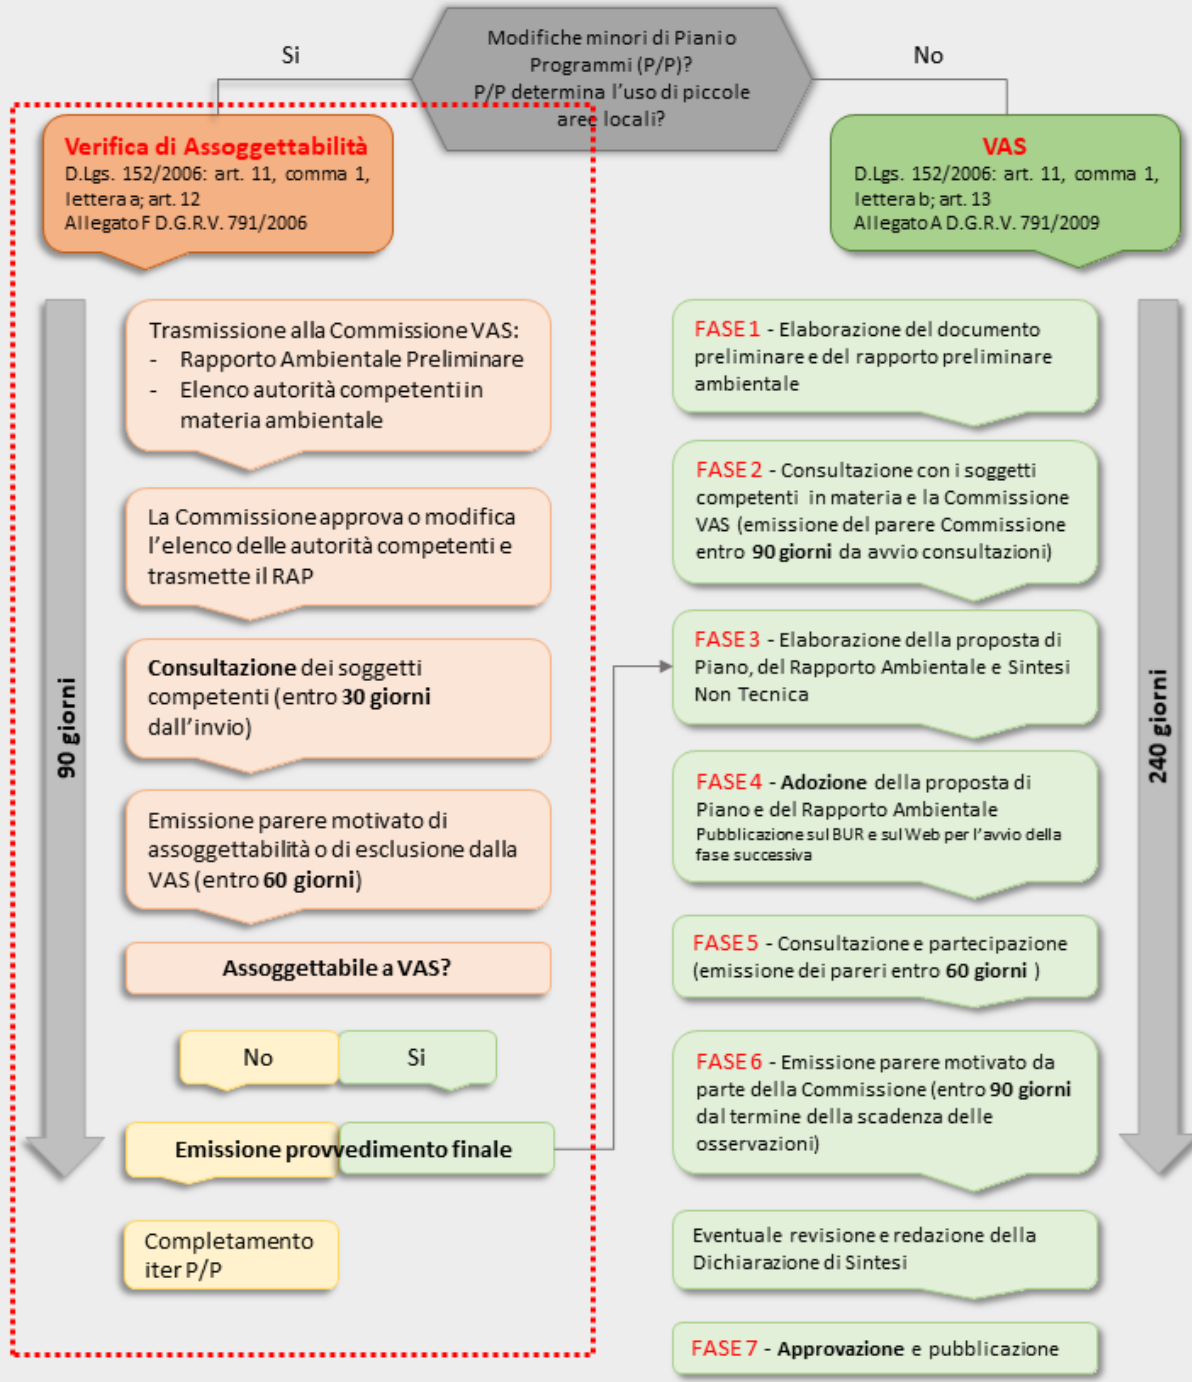 Modifiche minori di Piani o
Programmi (P/P)?
P/P determina l'uso di piccole
aree locali?
Si
No
Verifica di Assoggettabilità
D.Lgs. 152/2006: art. 11, comma 1,
lettera a; art. 12
Allegato F D.G.R.V. 791/2006
90 giorni
Trasmissione alla Commissione VAS:
- Rapporto Ambientale Preliminare
- Elenco autorità competenti in
materia ambientale
La Commissione approva o modifica
l'elenco delle autorità competenti e
trasmette il RAP
Consultazione dei soggetti
competenti (entro 30 giorni
dall'invio)
Emissione parere motivato di
assoggettabilità o di esclusione dalla
VAS (entro 60 giorni)
Assoggettabile a VAS?
No
Si
Emissione provvedimento finale
Completamento
iter P/P
VAS
D.Lgs. 152/2006: art. 11, comma 1,
lettera b; art. 13
Allegato A D.G.R.V. 791/2009
FASE 1 - Elaborazione del documento
preliminare e del rapporto preliminare
ambientale
FASE 2 - Consultazione con i soggetti
competenti in materia e la Commissione
VAS (emissione del parere Commissione
entro 90 giorni da avvio consultazioni)
FASE 3 - Elaborazione della proposta di
Piano, del Rapporto Ambientale e Sintesi
Non Tecnica
FASE 4 - Adozione della proposta di
Piano e del Rapporto Ambientale
Pubblicazione sul BUR e sul Web per l'avvio della
fase successiva
FASE 5 - Consultazione e partecipazione
(emissione dei pareri entro 60 giorni )
FASE 6 - Emissione parere motivato da
parte della Commissione (entro 90 giorni
dal termine della scadenza delle
osservazioni)
Eventuale revisione e redazione della
Dichiarazione di Sintesi
FASE 7 - Approvazione e pubblicazione
240 giorni